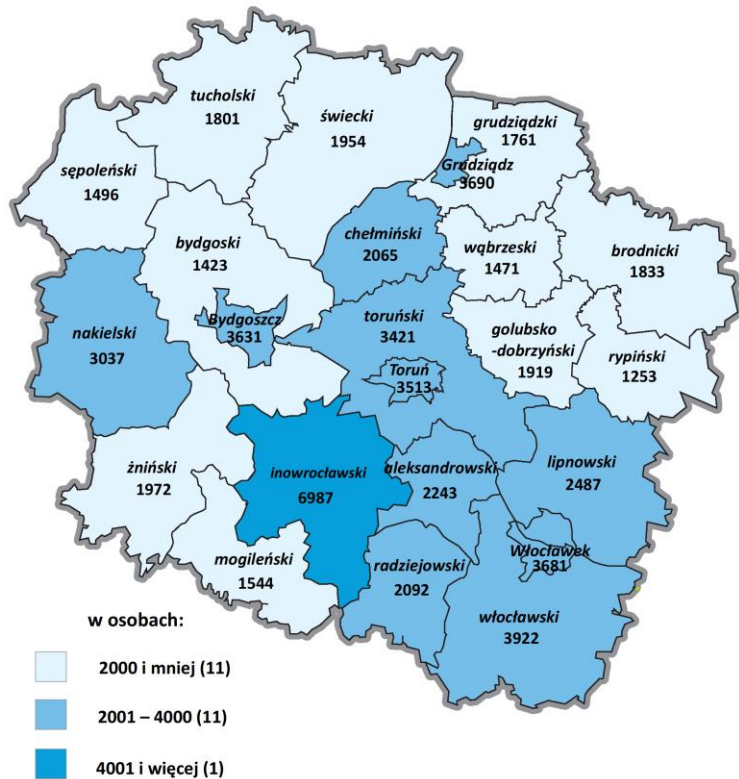 tucholski
1801
świecki
1954
grudziądzki
1761
Grudziądz
3690
sępoleński
1496
bydgoski
1423
chełmiński
2065
wąbrzeski
1471
brodnicki
1833
nakielski
3037
Bydgoszcz
3631
toruński
3421
golubsko
-dobrzyński
1919
rypiński
1253
Toruń
3513
żniński
1972
inowrocławski
6987
aleksandrowski
2243
lipnowski
2487
mogileński
1544
radziejowski
2092
Włocławek
3681
włocławski
3922
w osobach:
2000 i mniej (11)
2001 – 4000 (11)
4001 i więcej (1)